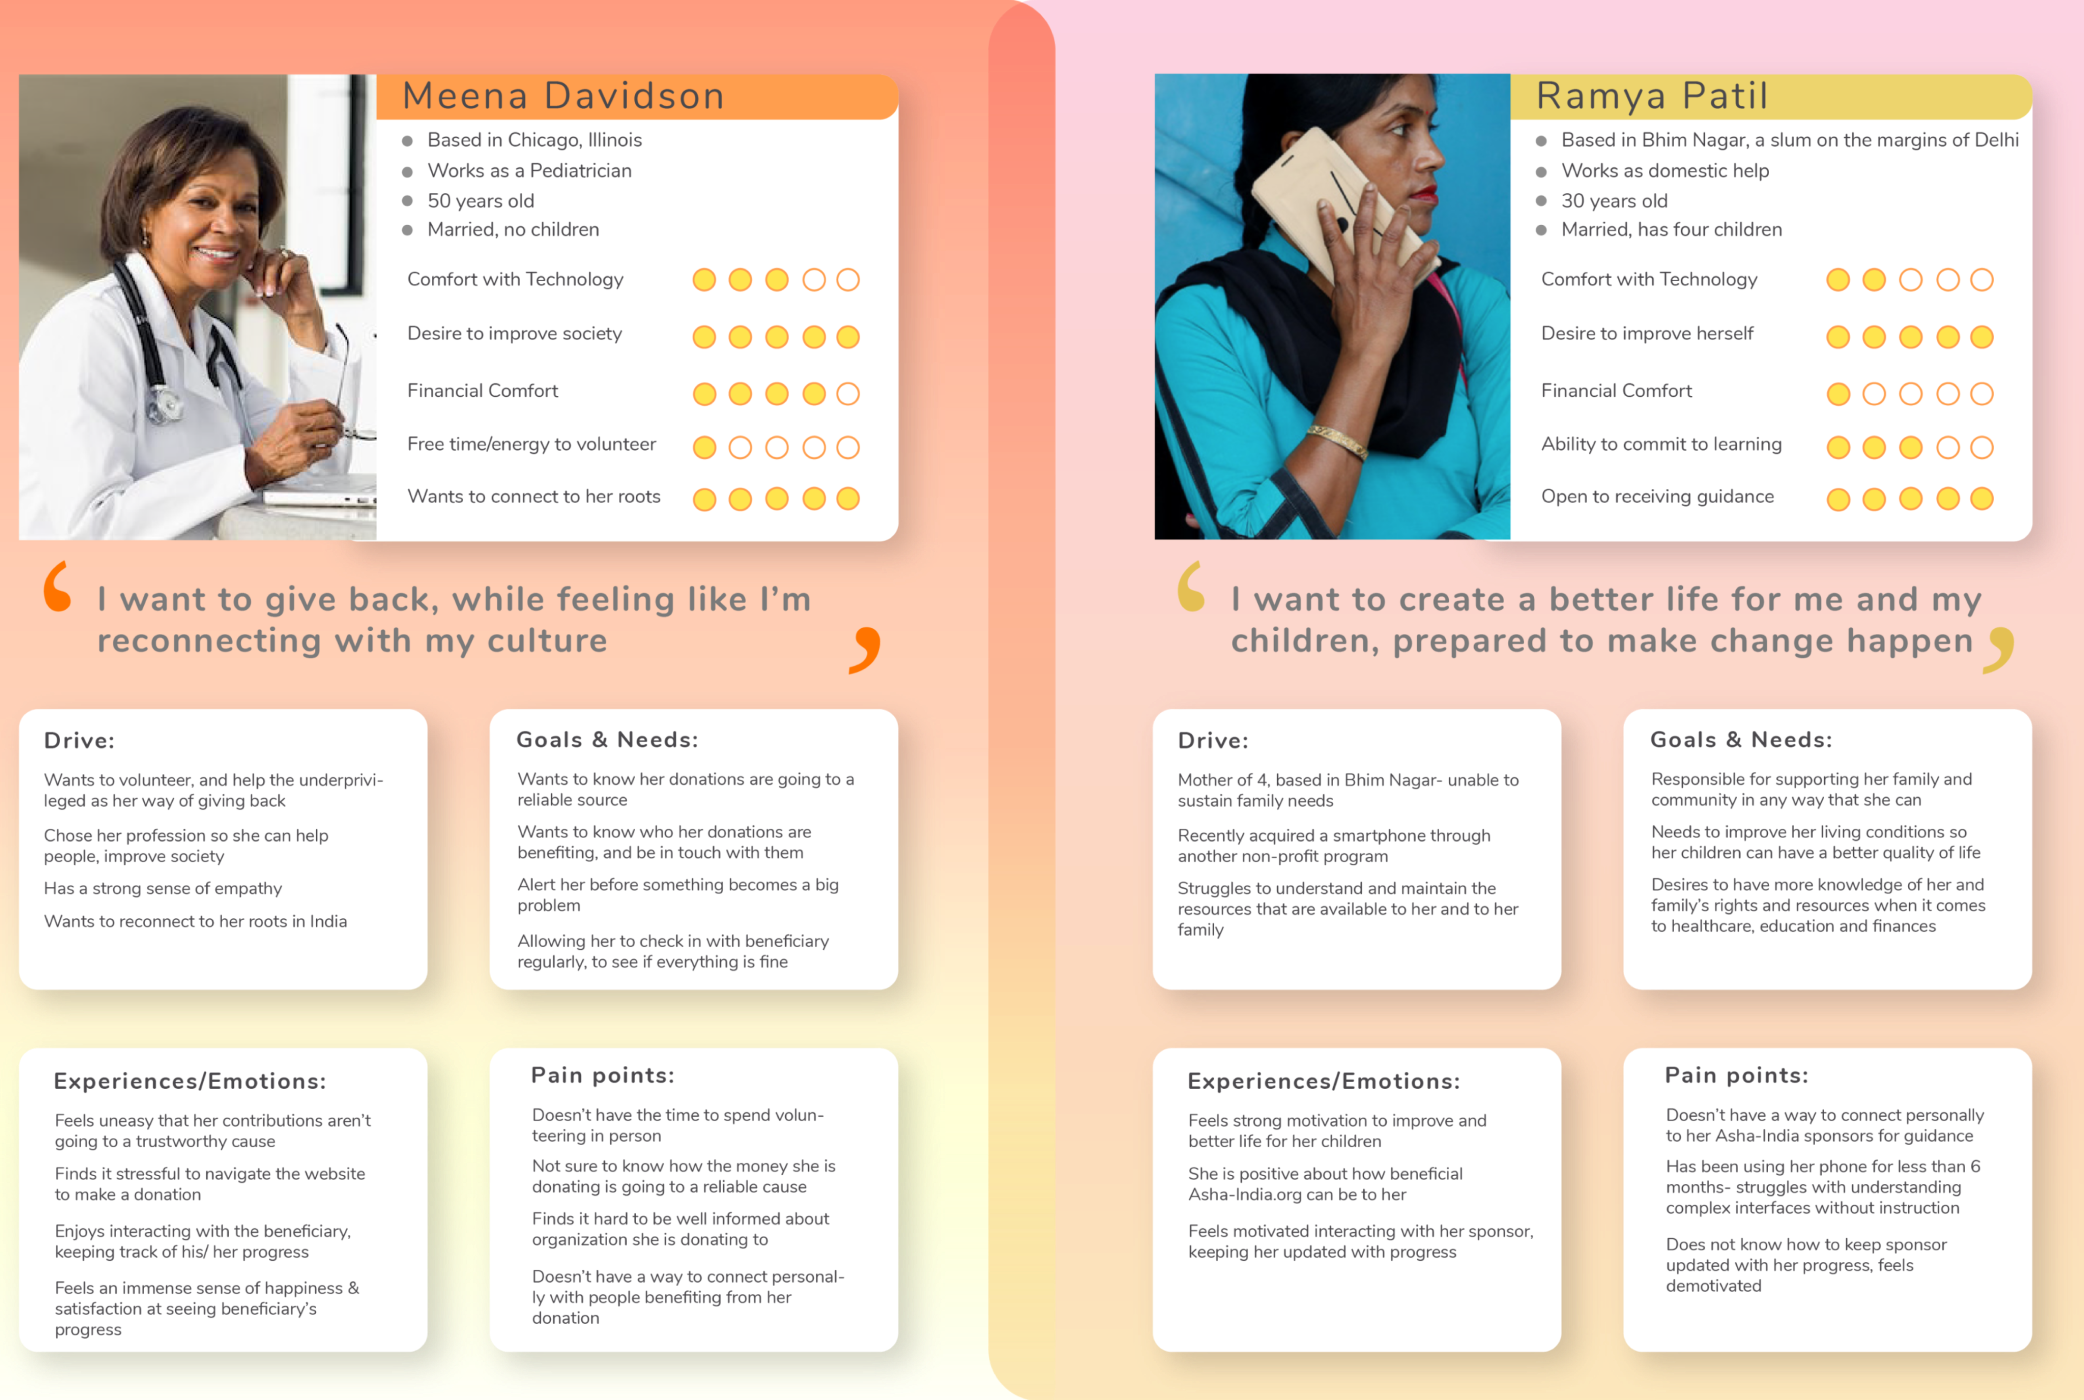 Meena Davidson
Based in Chicago, Illinois
Works as a Pediatrician
50 years old
Married, no children
Comfort with Technology
Desire to improve society
Financial Comfort
Free time/energy to volunteer
Wants to connect to her roots
‘ I want to give back, while feeling like I’m
reconnecting with my culture ’
Drive:
Wants to volunteer, and help the underprivi-
leged as her way of giving back
Chose her profession so she can help
people, improve society
Has a strong sense of empathy
Wants to reconnect to her roots in India
Goals & Needs:
Wants to know her donations are going to a
reliable source
Wants to know who her donations are
benefiting, and be in touch with them
Alert her before something becomes a big
problem
Allowing her to check in with beneficiary
regularly, to see if everything is fine
Experiences/Emotions:
Feels uneasy that her contributions aren’t
going to a trustworthy cause
Finds it stressful to navigate the website
to make a donation
Enjoys interacting with the beneficiary,
keeping track of his/ her progress
Feels an immense sense of happiness &
satisfaction at seeing beneficiary’s
progress
Pain points:
Doesn’t have the time to spend volun-
teering in person
Not sure to know how the money she is
donating is going to a reliable cause
Finds it hard to be well informed about
organization she is donating to
Doesn’t have a way to connect personal-
ly with people benefiting from her
donation
Ramya Patil
Based in Bhim Nagar, a slum on the margins of Delhi
Works as domestic help
30 years old
Married, has four children
Comfort with Technology
Desire to improve herself
Financial Comfort
Ability to commit to learning
Open to receiving guidance
‘ I want to create a better life for me and my
children, prepared to make change happen ’
Drive:
Mother of 4, based in Bhim Nagar- unable to
sustain family needs
Recently acquired a smartphone through
another non-profit program
Struggles to understand and maintain the
resources that are available to her and to her
family
Goals & Needs:
Responsible for supporting her family and
community in any way that she can
Needs to improve her living conditions so
her children can have a better quality of life
Desires to have more knowledge of her and
family’s rights and resources when it comes
to healthcare, education and finances
Experiences/Emotions:
Feels strong motivation to improve and
better life for her children
She is positive about how beneficial
Asha-India.org can be to her
Feels motivated interacting with her sponsor,
keeping her updated with progress
Pain points:
Doesn’t have a way to connect personally
to her Asha-India sponsors for guidance
Has been using her phone for less than 6
months- struggles with understanding
complex interfaces without instruction
Does not know how to keep sponsor
updated with her progress, feels
demotivated